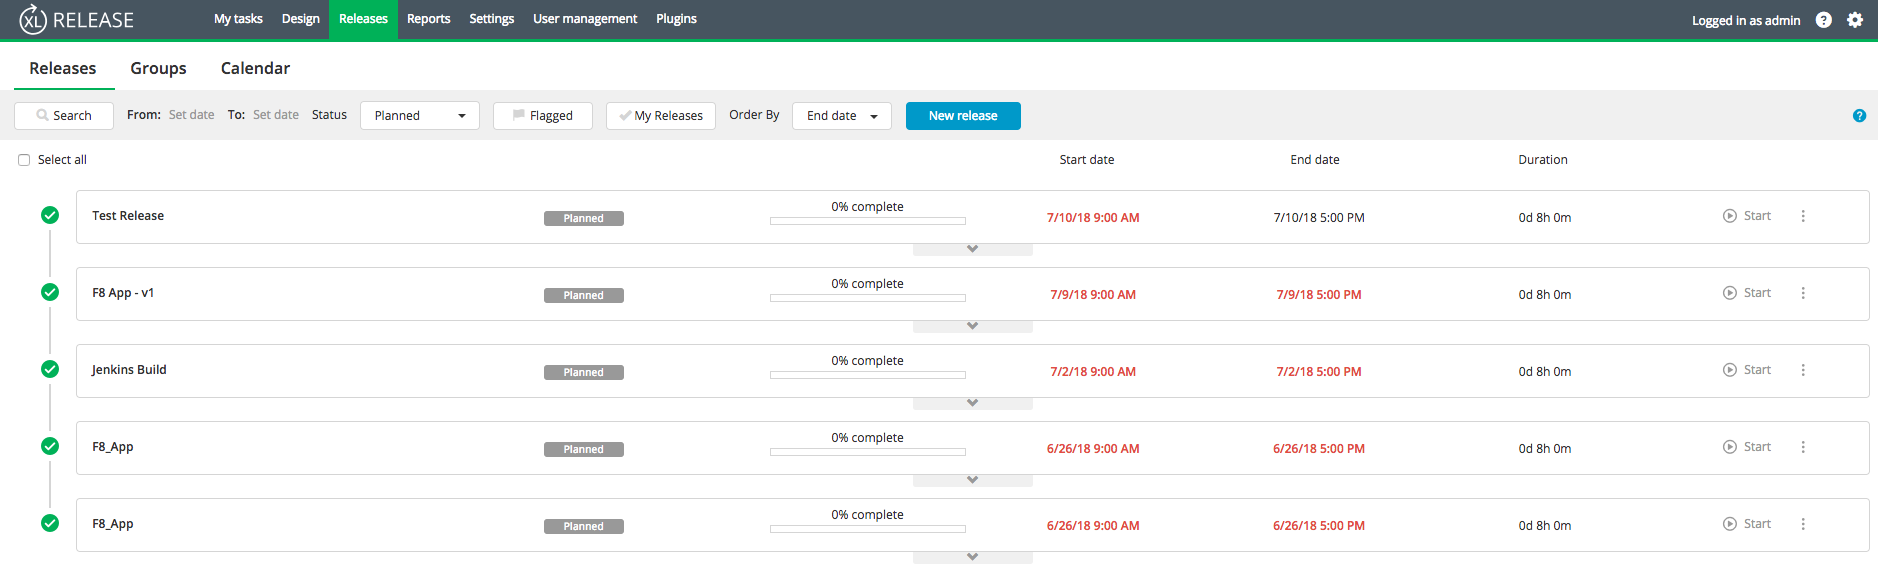 XL RELEASE My tasks Design Releases Reports Settings User management Plugins Logged in as admin ?
Releases Groups Calendar
Search From: Set date To: Set date Status Planned Flagged My Releases Order By End date New release ?
Select all Start date End date Duration
Test Release Planned 0% complete 7/10/18 9:00 AM 7/10/18 5:00 PM 0d 8h 0m Start
F8 App - v1 Planned 0% complete 7/9/18 9:00 AM 7/9/18 5:00 PM 0d 8h 0m Start
Jenkins Build Planned 0% complete 7/2/18 9:00 AM 7/2/18 5:00 PM 0d 8h 0m Start
F8_App Planned 0% complete 6/26/18 9:00 AM 6/26/18 5:00 PM 0d 8h 0m Start
F8_App Planned 0% complete 6/26/18 9:00 AM 6/26/18 5:00 PM 0d 8h 0m Start